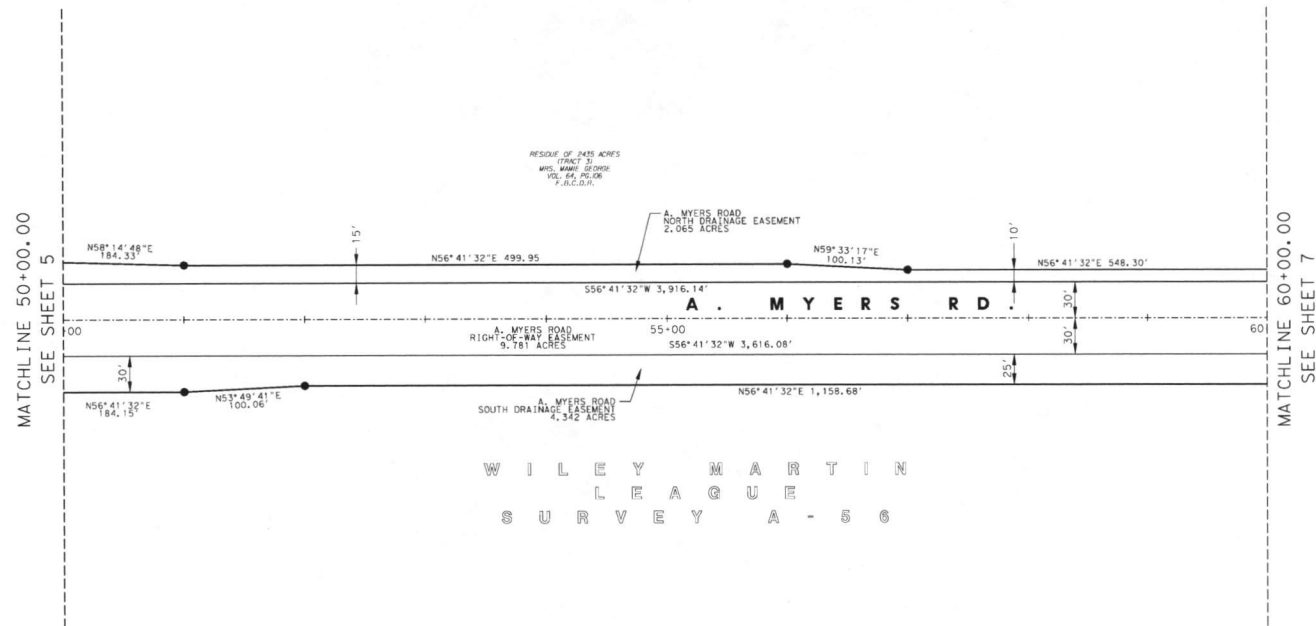 RESIDUE OF 2435 ACRES
(TRACT 3)
MRS. MAMIE GEORGE
VOL. 64, PG.106
F.B.C.D.R.
MATCHLINE 50+00.00
SEE SHEET 5
A. MYERS ROAD
NORTH DRAINAGE EASEMENT
2.065 ACRES
N58°14'48"E
184.33'
15'
N56°41'32"E 499.95
N59°33'17"E
100.13'
10'
N56°41'32"E 548.30'
S56°41'32"W 3,916.14'
A. MYERS RD.
30'
00
A. MYERS ROAD
RIGHT-OF-WAY EASEMENT
9.781 ACRES
55+00
60
S56°41'32"W 3,616.08'
30'
30'
25'
N56°41'32"E
184.15'
N53°49'41"E
100.06'
N56°41'32"E 1,158.68'
A. MYERS ROAD
SOUTH DRAINAGE EASEMENT
4.342 ACRES
MATCHLINE 60+00.00
SEE SHEET 7
WILEY MARTIN
LEAGUE
SURVEY A-56